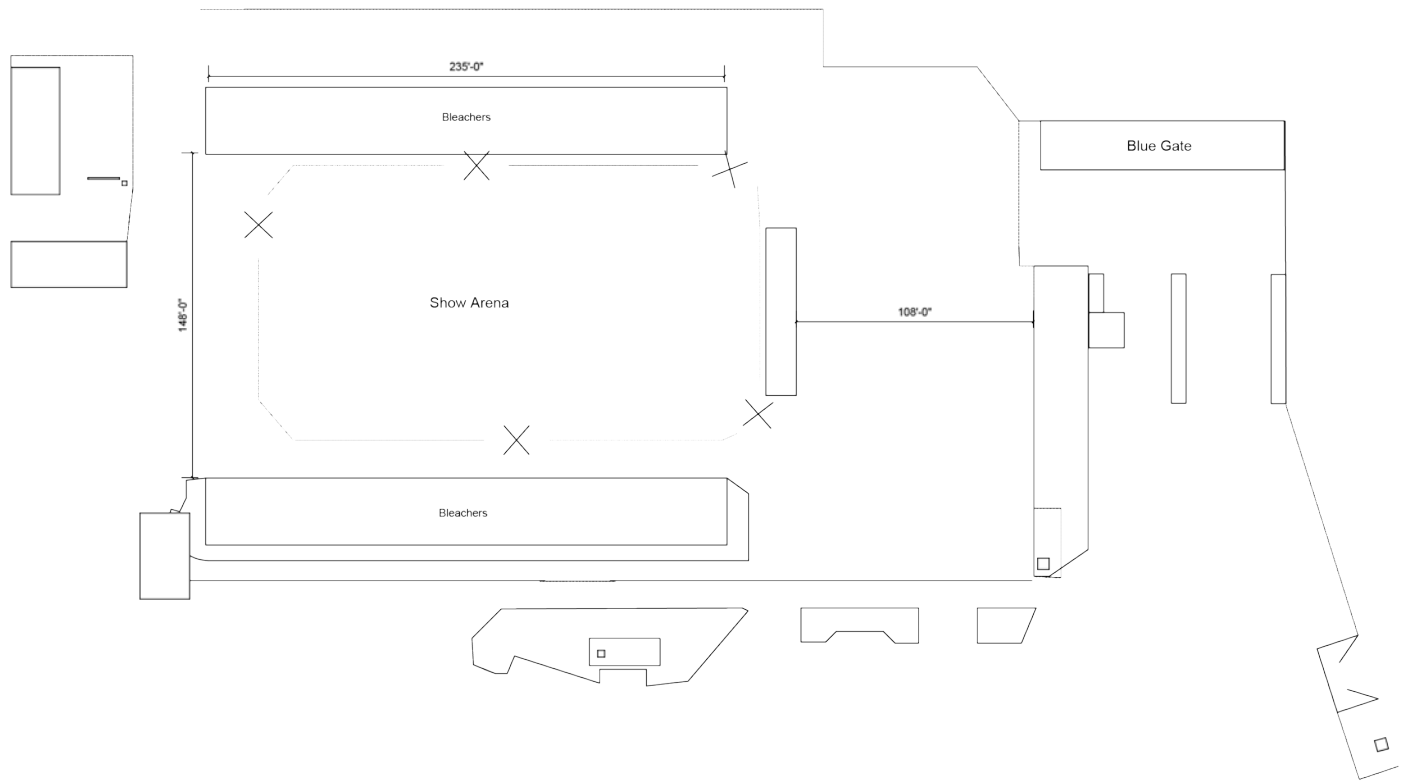 235'-0"
Bleachers
Blue Gate
Show Arena
148'-0"
108'-0"
Bleachers